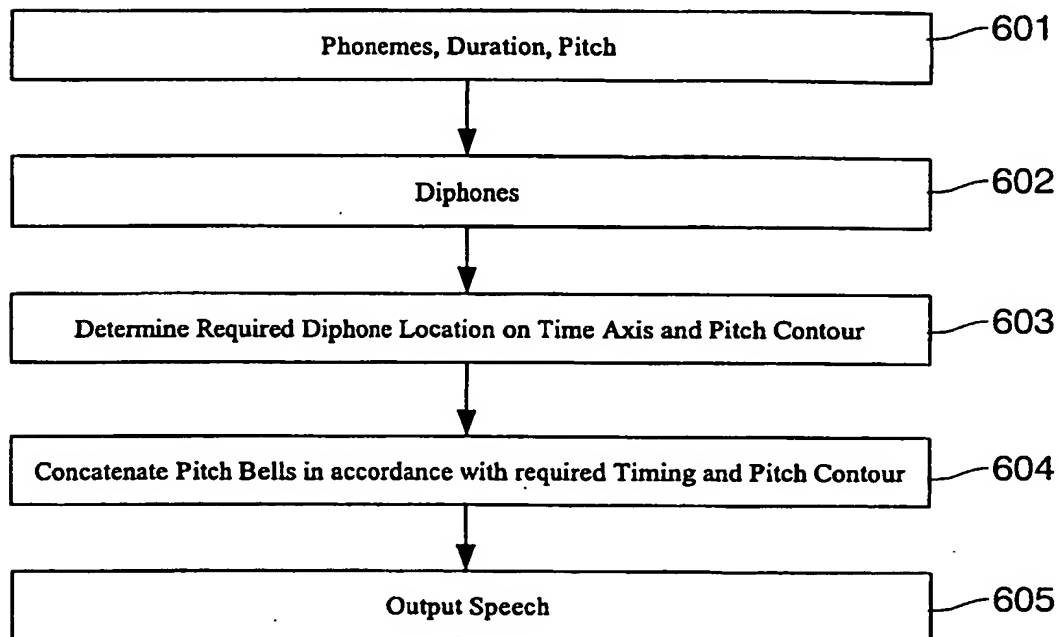 Phonemes, Duration, Pitch
601
Diphones
602
Determine Required Diphone Location on Time Axis and Pitch Contour
603
Concatenate Pitch Bells in accordance with required Timing and Pitch Contour
604
Output Speech
605